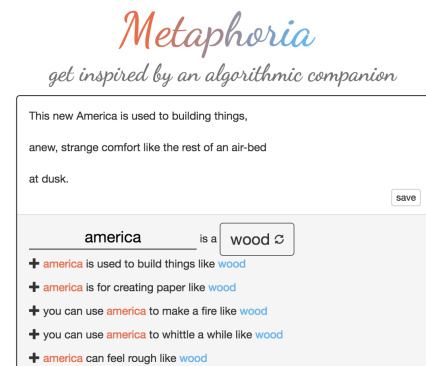 Metaphoria
get inspired by an algorithmic companion
This new America is used to building things,
anew, strange comfort like the rest of an air-bed
at dusk.
save
america is a wood
america is used to build things like wood
america is for creating paper like wood
you can use america to make a fire like wood
you can use america to whittle a while like wood
america can feel rough like wood